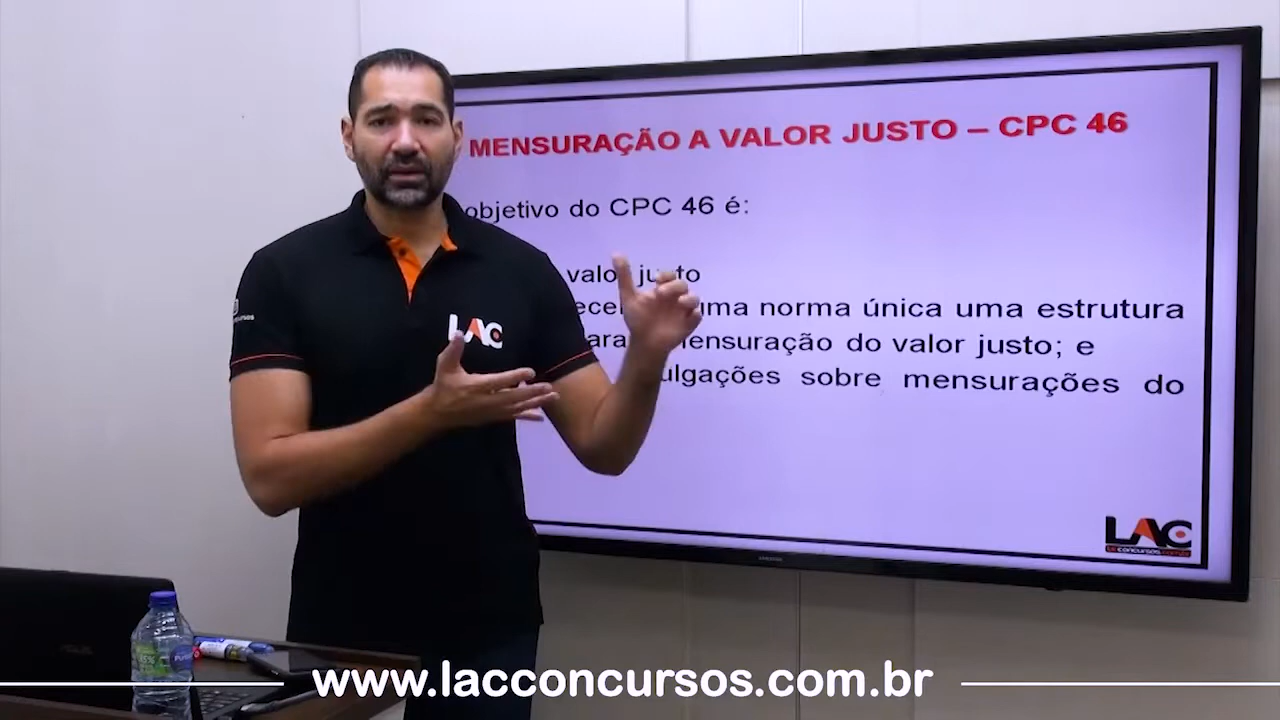 MENSURAÇÃO A VALOR JUSTO – CPC 46
objetivo do CPC 46 é:
valor justo
uma norma única uma estrutura
mensuração do valor justo; e
sobre mensurações do
LAC
LAC
www.lacconcursos.com.br